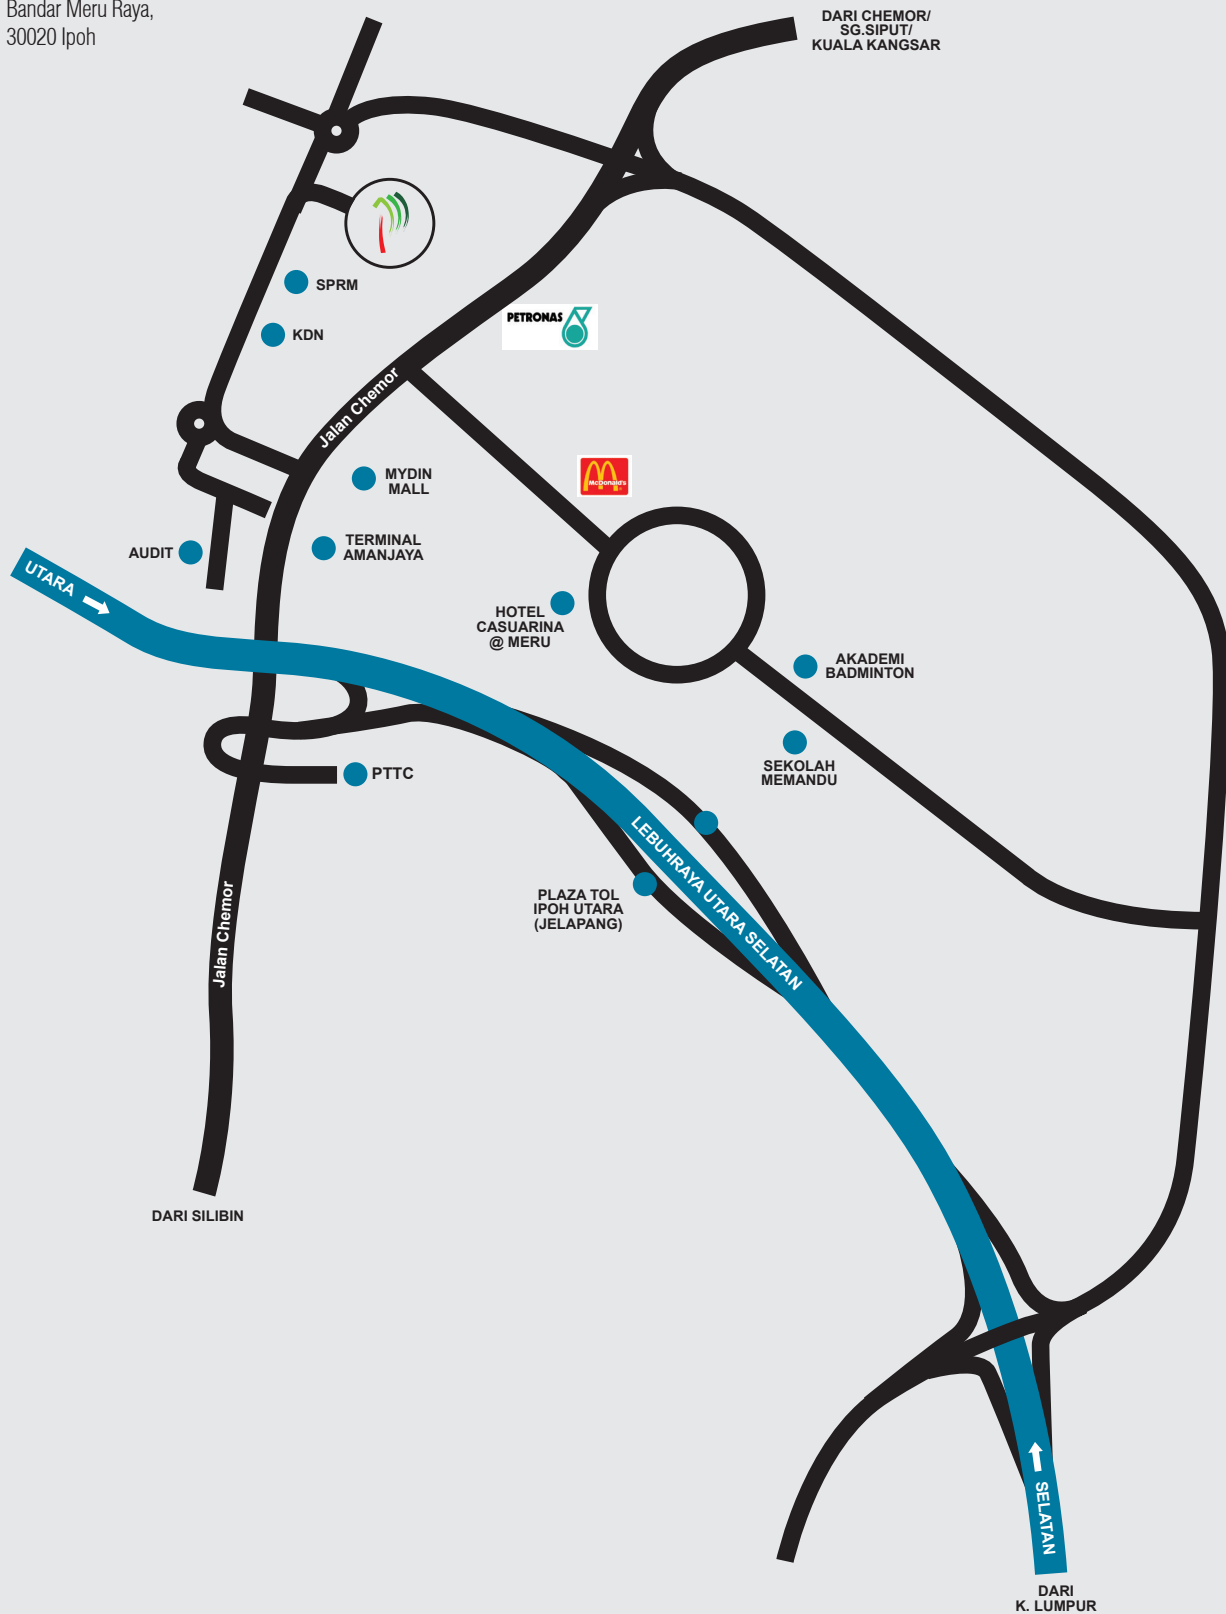 Bandar Meru Raya,
30020 Ipoh
DARI CHEMOR/
SG.SIPUT/
KUALA KANGSAR
SPRM
KDN
PETRONAS
Jalan Chemor
McDonald's
MYDIN
MALL
TERMINAL
AMANJAYA
AUDIT
UTARA
HOTEL
CASUARINA
@ MERU
AKADEMI
BADMINTON
SEKOLAH
MEMANDU
PTTC
LEBUHRAYA UTARA SELATAN
PLAZA TOL
IPOH UTARA
(JELAPANG)
Jalan Chemor
DARI SILIBIN
SELATAN
DARI
K. LUMPUR